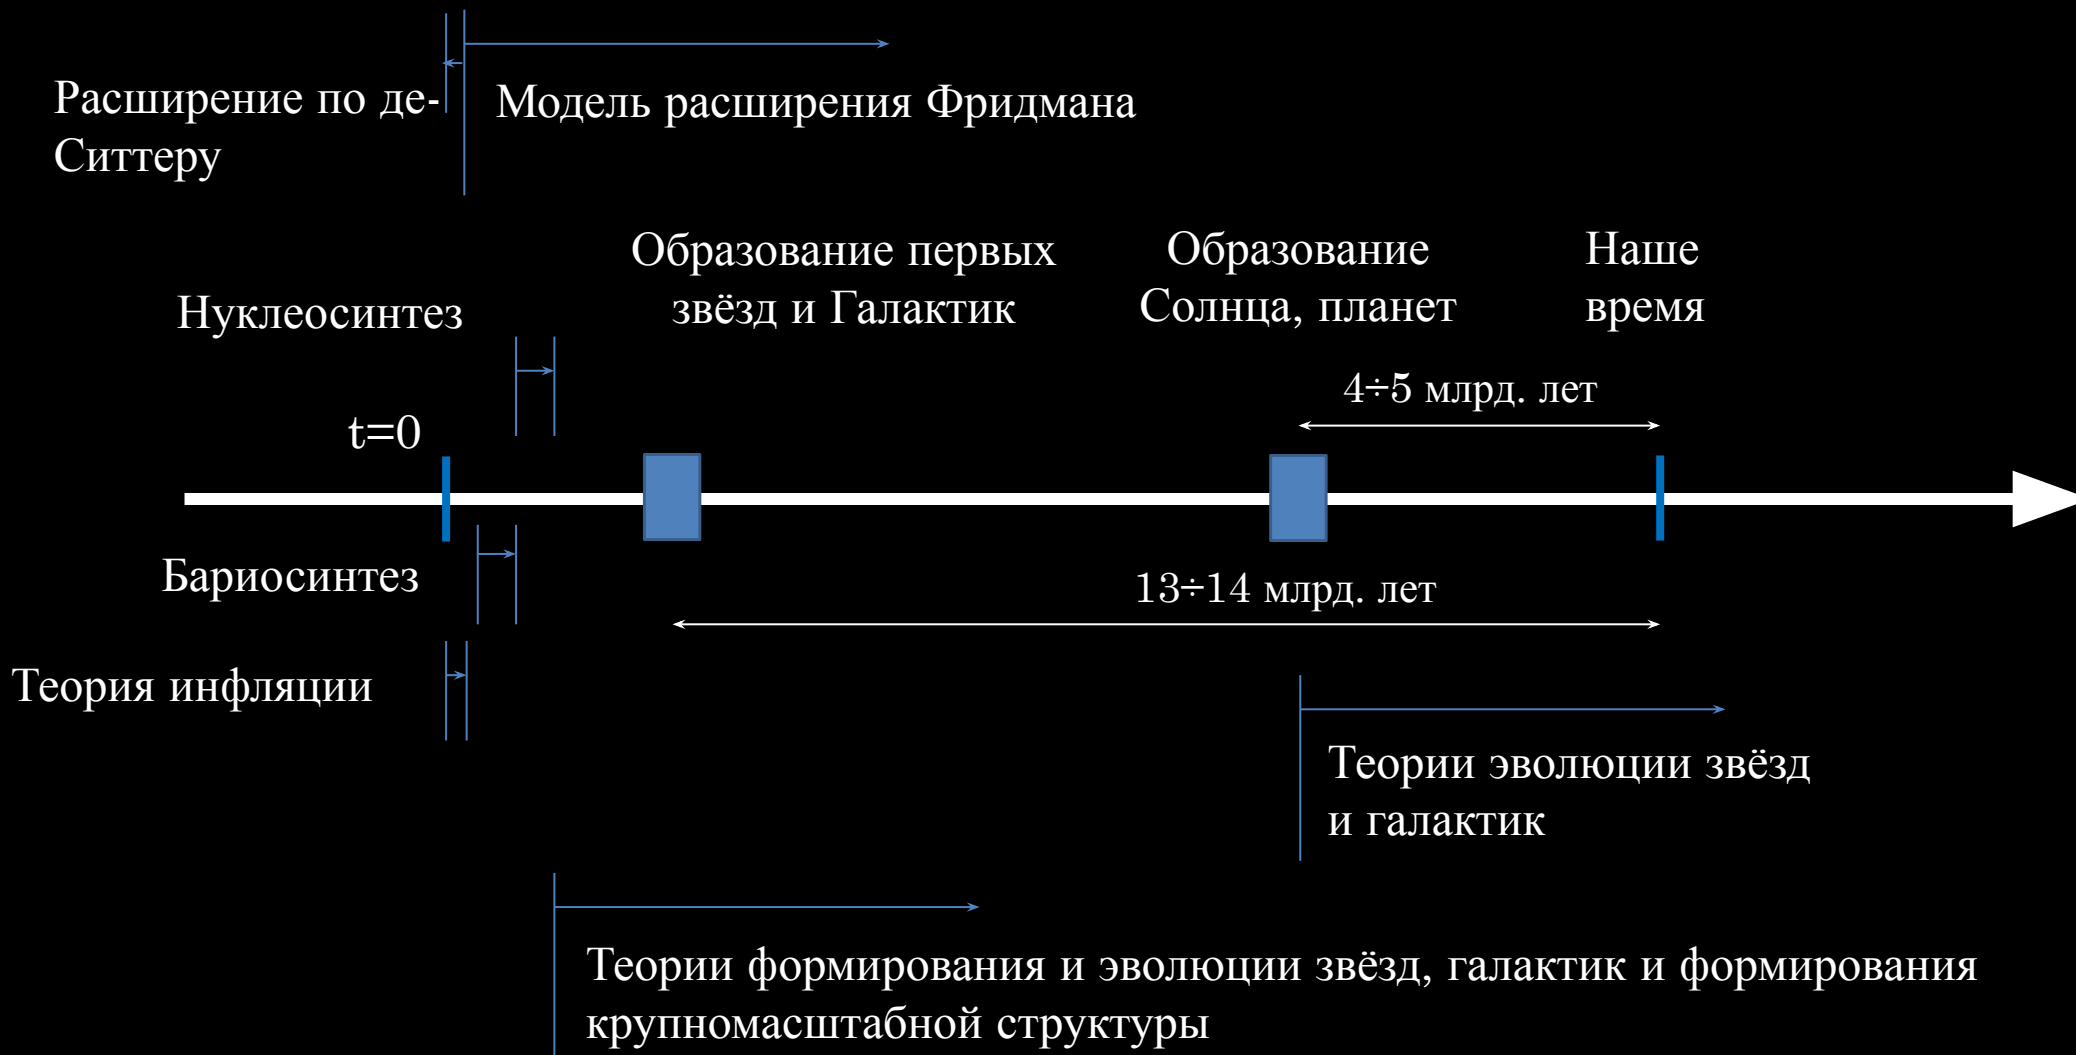 Расширение по де-
Ситтеру
Модель расширения Фридмана
Образование первых
звёзд и Галактик
Образование
Солнца, планет
Наше
время
Нуклеосинтез
4÷5 млрд. лет
t=0
Бариосинтез
13÷14 млрд. лет
Теория инфляции
Теории эволюции звёзд
и галактик
Теории формирования и эволюции звёзд, галактик и формирования
крупномасштабной структуры